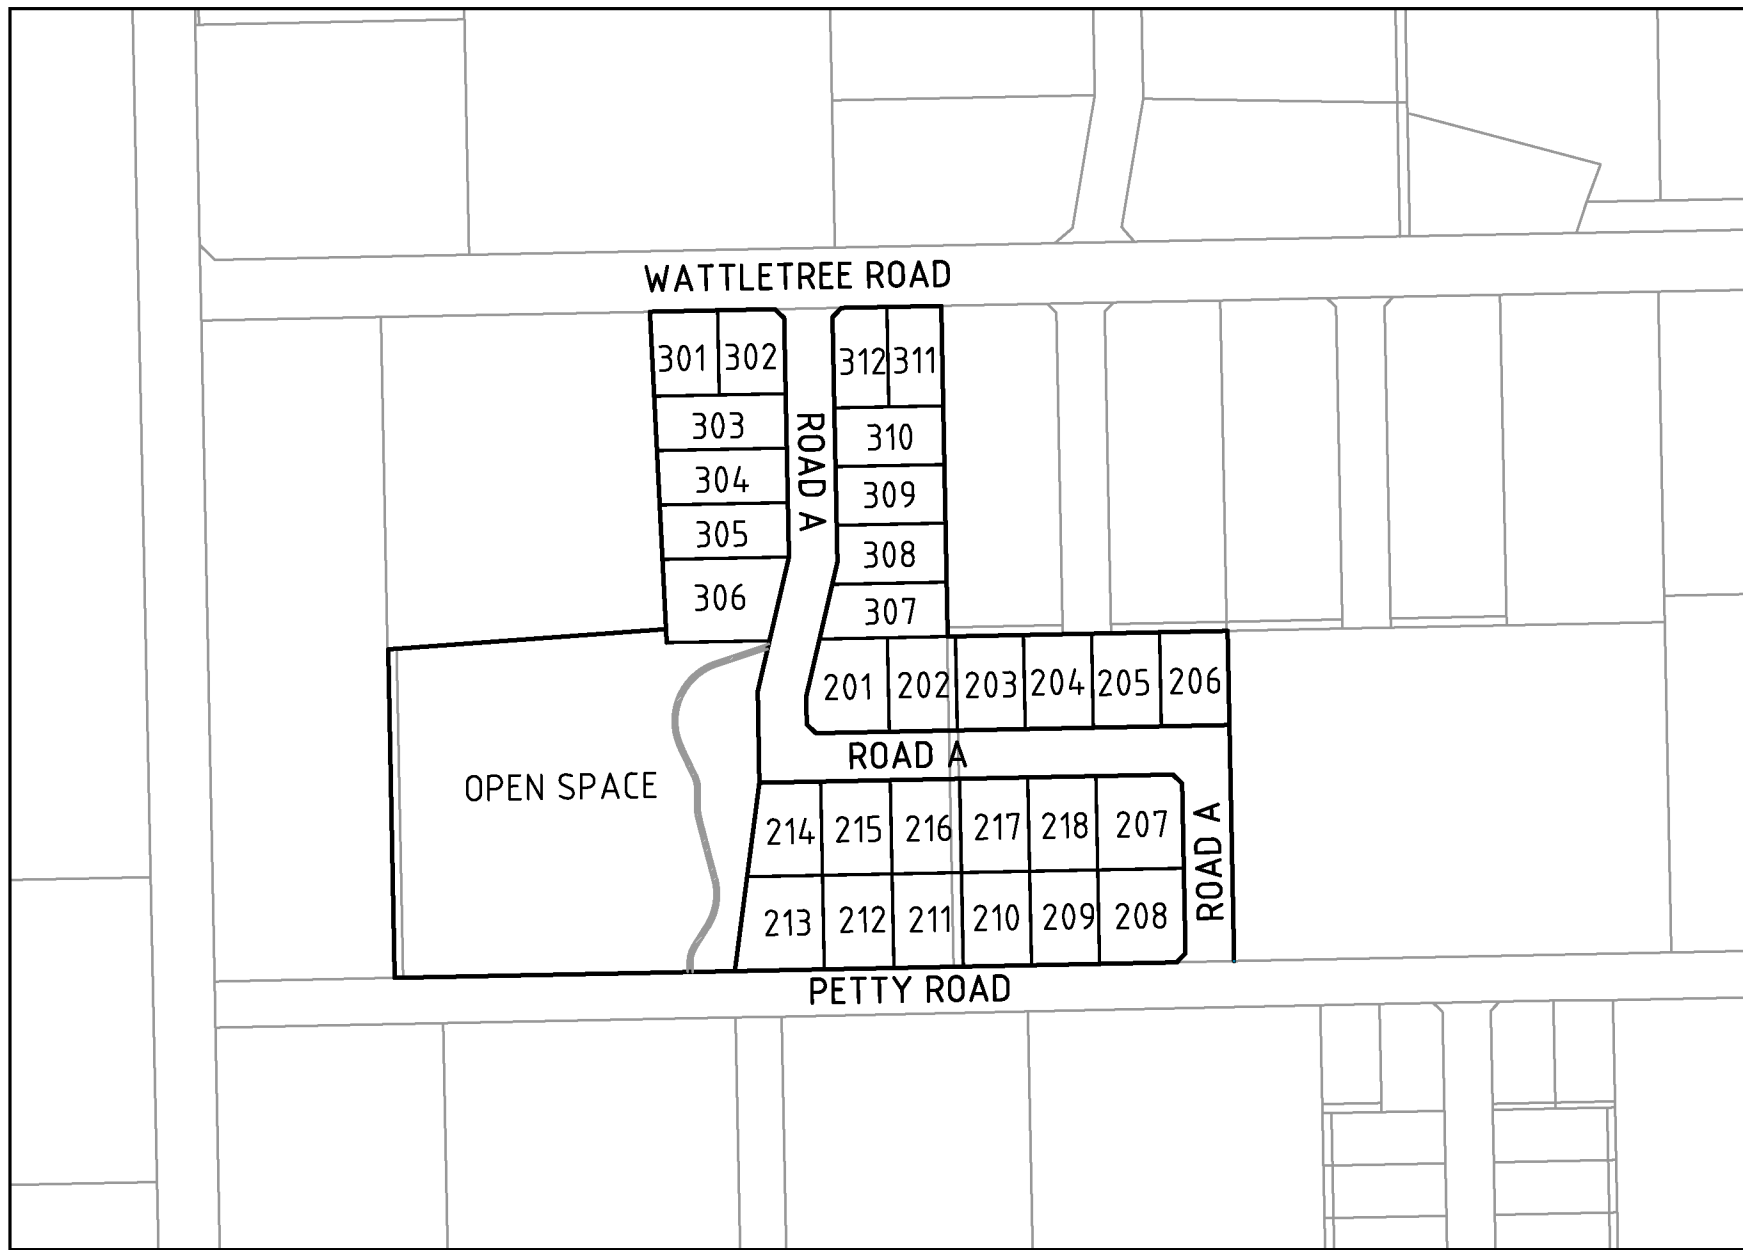 WATTLETREE ROAD
301 302 312 311
303
310
304
ROAD A
309
305
308
306
307
201 202 203 204 205 206
ROAD A
OPEN SPACE
214 215 216 217 218 207
ROAD A
213 212 211 210 209 208
PETTY ROAD